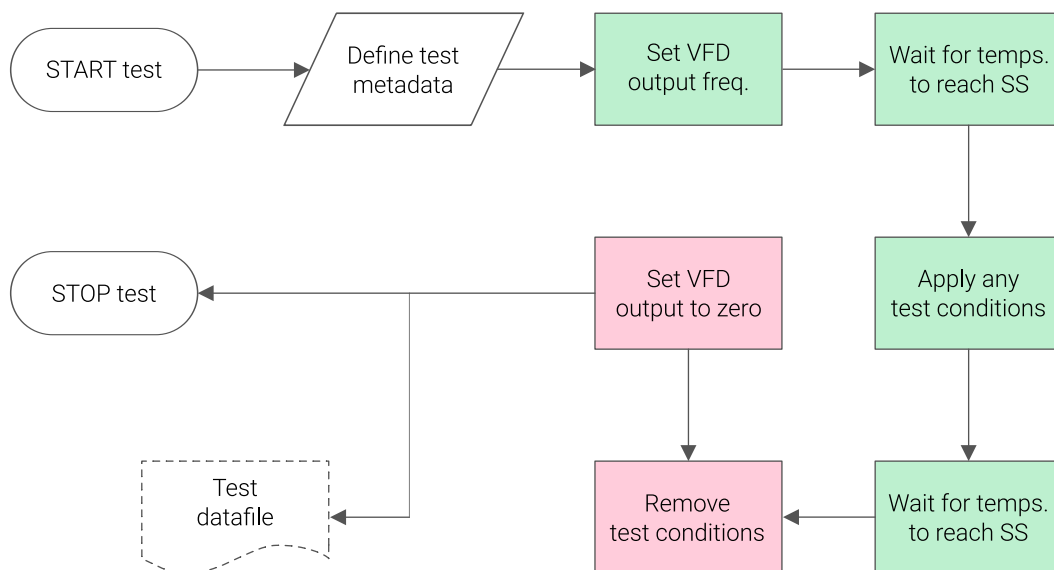 START test
Define test
metadata
Set VFD
output freq.
Wait for temps.
to reach SS
STOP test
Set VFD
output to zero
Apply any
test conditions
Test
datafile
Remove
test conditions
Wait for temps.
to reach SS